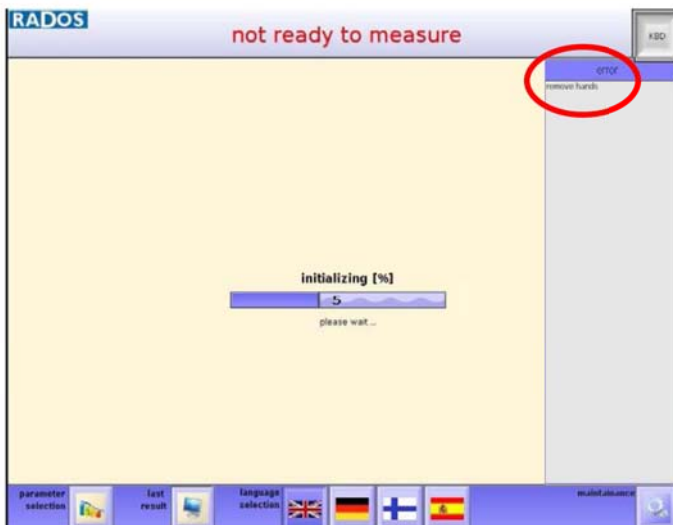 RADOS
not ready to measure
KBD
error
remove hands
initializing [%]
5
please wait ...
parameter
selection
last
result
language
selection
maintainance